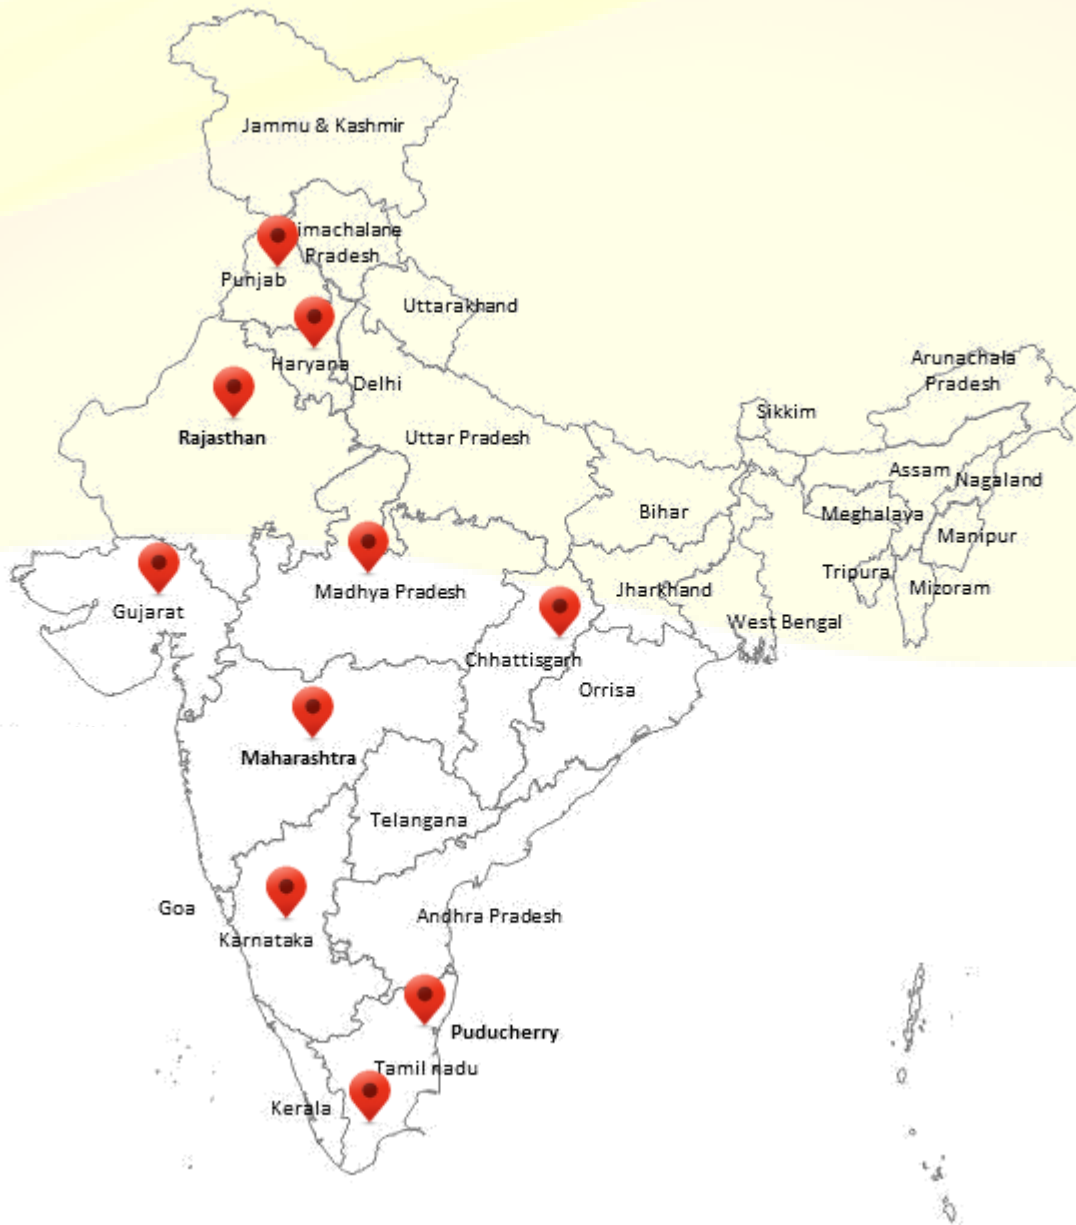 Jammu & Kashmir
imachalane
Pradesh
Punjab
Uttarakhand
Haryana
Delhi
Arunachala
Pradesh
Sikkim
Rajasthan
Uttar Pradesh
Assam
Nagaland
Bihar
Meghalaya
Manipur
Tripura
Mizoram
Madhya Pradesh
Jharkhand
Gujarat
West Bengal
Chhattisgarh
Orrisa
Maharashtra
Telangana
Goa
Andhra Pradesh
Karnataka
Puducherry
Tamil nadu
Kerala